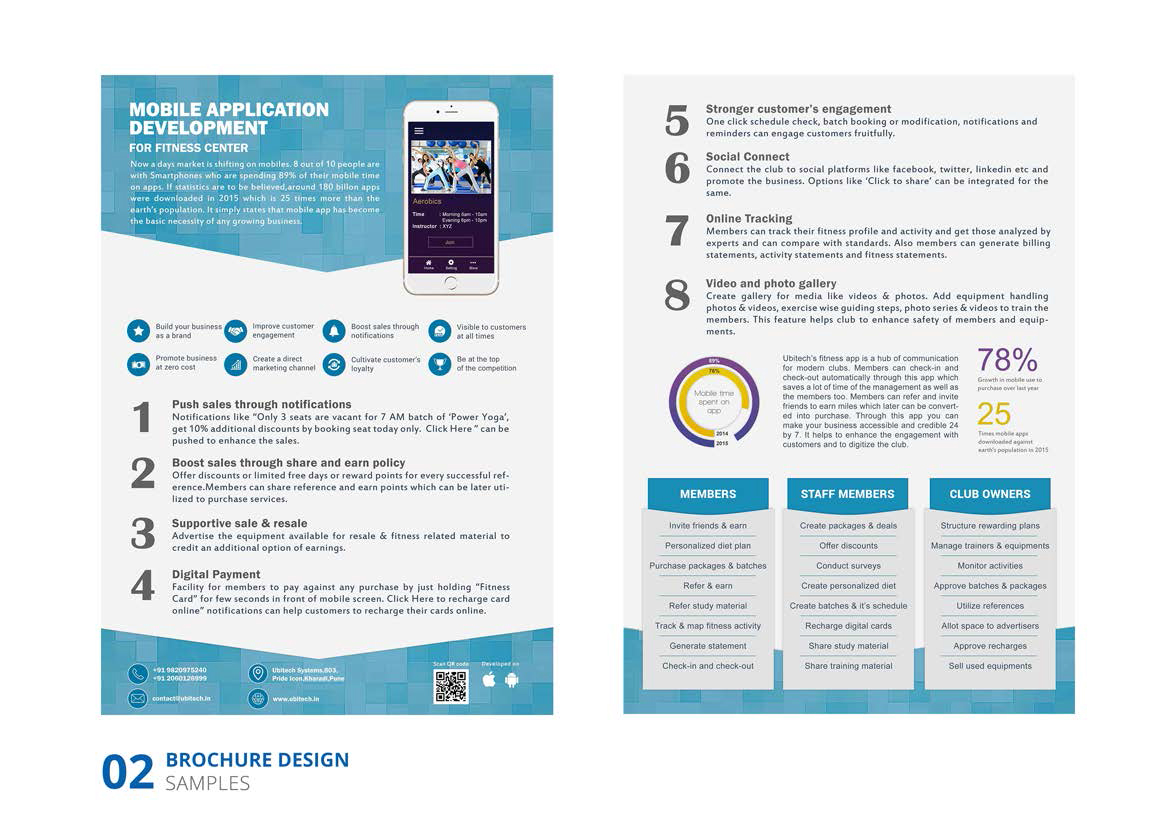 MOBILE APPLICATION
DEVELOPMENT
FOR FITNESS CENTER
Now a days market is shifting on mobiles. 8 out of 10 people are
with Smartphones who are spending 89% of their mobile time
on apps. If statistics are to be believed,around 180 billon apps
were downloaded in 2015 which is 25 times more than the
earth's population. It simply states that mobile app has become
the basic necessity of any growing business.
Aerobics
Time : Morning 6am - 10am
Evening 6pm - 10pm
Instructor : XYZ
Join
Home
Setting
More
Build your business
as a brand
Improve customer
engagement
Boost sales through
notifications
Visible to customers
at all times
Promote business
at zero cost
Create a direct
marketing channel
Cultivate customer's
loyalty
Be at the top
of the competition
1
Push sales through notifications
Notifications like "Only 3 seats are vacant for 7 AM batch of 'Power Yoga',
get 10% additional discounts by booking seat today only. Click Here " can be
pushed to enhance the sales.
2
Boost sales through share and earn policy
Offer discounts or limited free days or reward points for every successful ref-
erence.Members can share reference and earn points which can be later uti-
lized to purchase services.
3
Supportive sale & resale
Advertise the equipment available for resale & fitness related material to
credit an additional option of earnings.
4
Digital Payment
Facility for members to pay against any purchase by just holding "Fitness
Card" for few seconds in front of mobile screen. Click Here to recharge card
online" notifications can help customers to recharge their cards online.
+91 9820975240
+91 2060126999
Ubitech Systems,803,
Pride Icon,Kharadi,Pune
contact@ubitech.in
www.ubitech.in
Scan QR code
Developed on
5
Stronger customer's engagement
One click schedule check, batch booking or modification, notifications and
reminders can engage customers fruitfully.
6
Social Connect
Connect the club to social platforms like facebook, twitter, linkedin etc and
promote the business. Options like 'Click to share' can be integrated for the
same.
7
Online Tracking
Members can track their fitness profile and activity and get those analyzed by
experts and can compare with standards. Also members can generate billing
statements, activity statements and fitness statements.
8
Video and photo gallery
Create gallery for media like videos & photos. Add equipment handling
photos & videos, exercise wise guiding steps, photo series & videos to train the
members. This feature helps club to enhance safety of members and equip-
ments.
89%
76%
Mobile time
spent on
app
2014
2015
Ubitech's fitness app is a hub of communication
for modern clubs. Members can check-in and
check-out automatically through this app which
saves a lot of time of the management as well as
the members too. Members can refer and invite
friends to earn miles which later can be convert-
ed into purchase. Through this app you can
make your business accessible and credible 24
by 7. It helps to enhance the engagement with
customers and to digitize the club.
78%
Growth in mobile use to
purchase over last year
25
Times mobile apps
downloaded against
earth's population in 2015
MEMBERS
Invite friends & earn
Personalized diet plan
Purchase packages & batches
Refer & earn
Refer study material
Track & map fitness activity
Generate statement
Check-in and check-out
STAFF MEMBERS
Create packages & deals
Offer discounts
Conduct surveys
Create personalized diet
Create batches & it's schedule
Recharge digital cards
Share study material
Share training material
CLUB OWNERS
Structure rewarding plans
Manage trainers & equipments
Monitor activities
Approve batches & packages
Utilize references
Allot space to advertisers
Approve recharges
Sell used equipments
02
BROCHURE DESIGN
SAMPLES